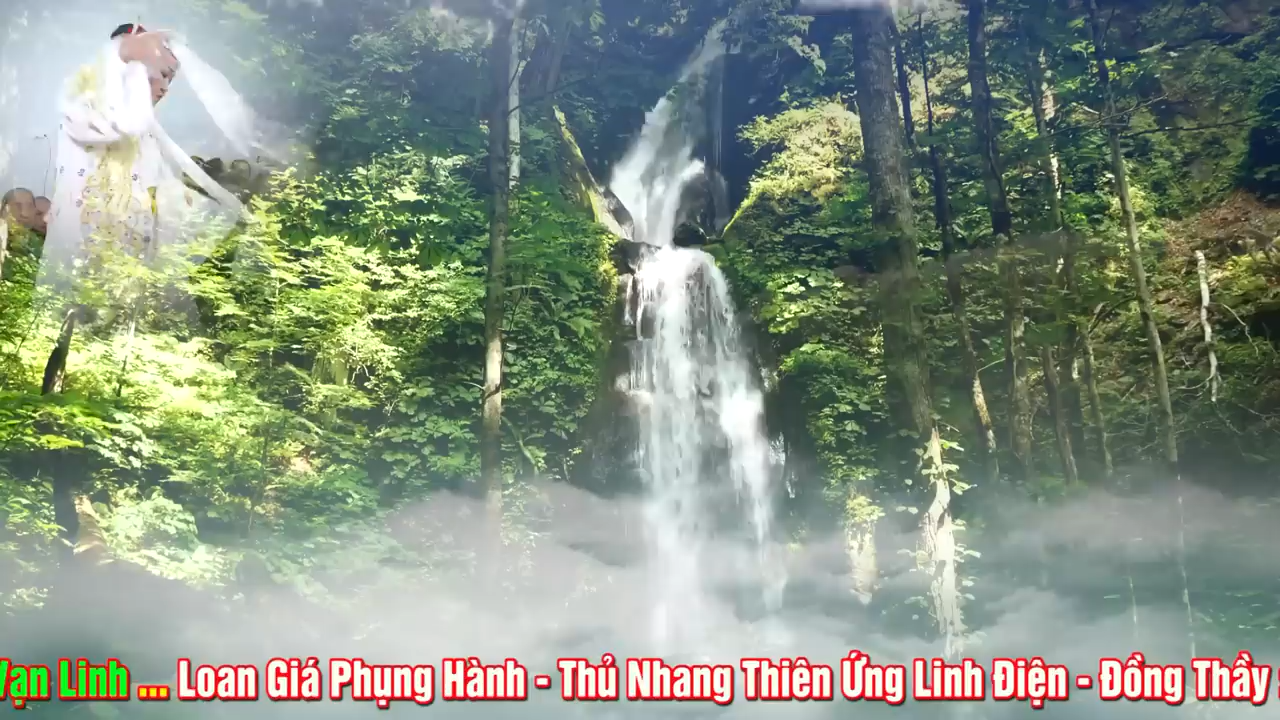 Vạn Linh ... Loan Giá Phụng Hành - Thủ Nhang Thiên Ứng Linh Điện - Đồng Thầy